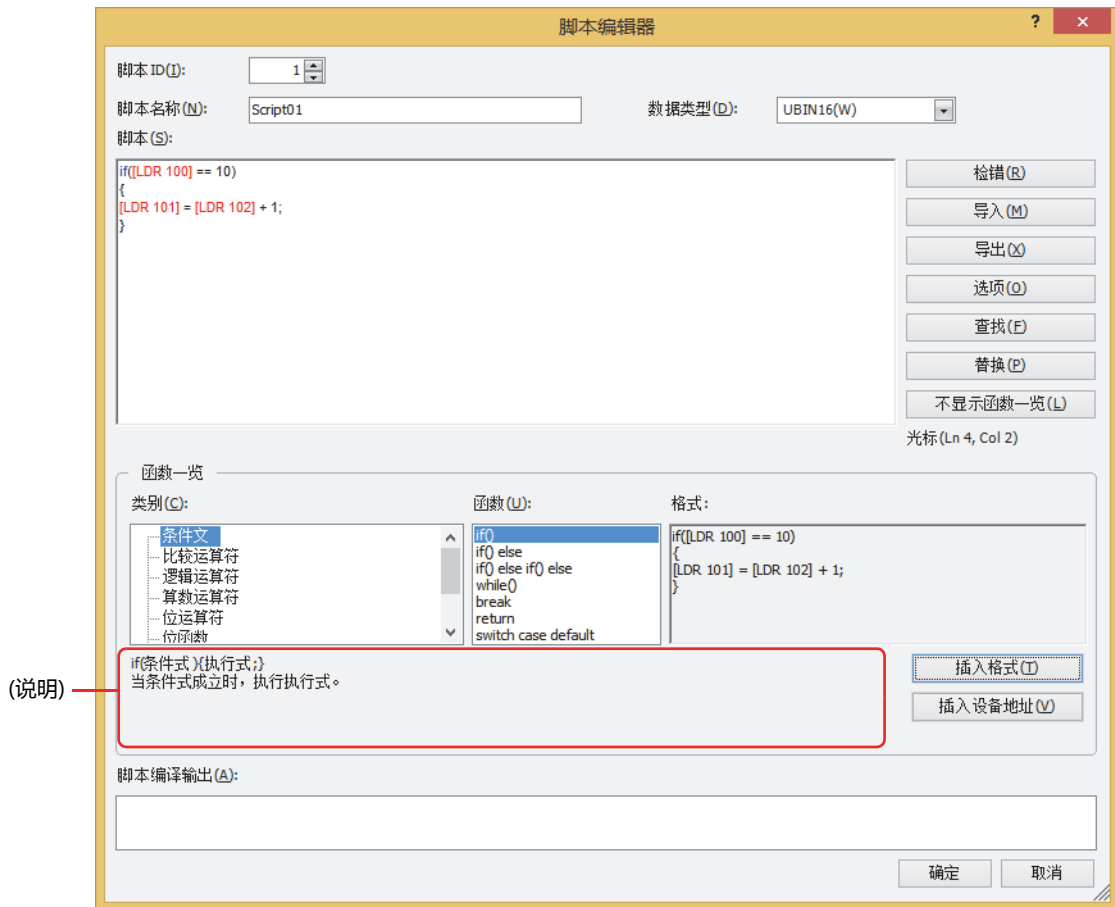 脚本编辑器
? ×
脚本ID(I): 1
脚本名称(N): Script01 数据类型(D): UBIN16(W)
脚本(S):
if([LDR 100] == 10)
{
[LDR 101] = [LDR 102] + 1;
}
检错(R)
导入(M)
导出(X)
选项(O)
查找(F)
替换(P)
不显示函数一览(L)
光标(Ln 4, Col 2)
函数一览
类别(C):
条件文
比较运算符
逻辑运算符
算数运算符
位运算符
位函数
函数(U):
if()
if() else
if() else if() else
while()
break
return
switch case default
格式:
if([LDR 100] == 10)
{
[LDR 101] = [LDR 102] + 1;
}
(说明)
if(条件式){执行式;}
当条件式成立时，执行执行式。
插入格式(T)
插入设备地址(V)
脚本编译输出(A):
确定 取消